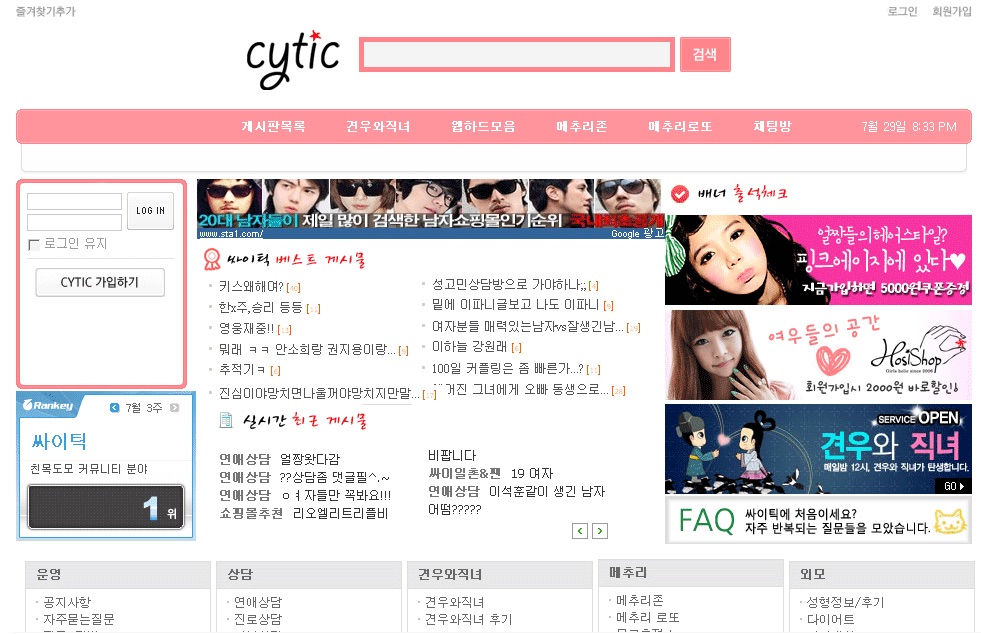 즐겨찾기추가
로그인 회원가입
cytic
검색
게시판목록 견우와직녀 웹하드모음 메추리존 메추리로또 채팅방 7월 29일 8:33 PM
LOG IN
로그인 유지
CYTIC 가입하기
20대 남자들이 제일 많이 검색한 남자쇼핑몰인기순위
www.sta1.com/ Google 광고
싸이틱 베스트 게시물
키스왜해여? [40]
한x주,승리 등등 [11]
영웅재중!! [13]
뭐래 ㅋㅋ 안소희랑 권지용이랑... [9]
추적기ㅋ [4]
진심이야망치면나올꺼야망치지만말... [17]
성고민상담방으로 가야하나;; [4]
밑에 이파니글보고 나도 이파니 [9]
여자분들 매력있는남자vs잘생긴남... [19]
이하늘 강원래 [6]
100일 커플링은 좀 빠른가...? [11]
그녀에게 오빠 동생으로... [28]
실시간 최근 게시물
연애상담 얼짱왓다감
연애상담 ??상담좀 댓글필^.~
연애상담 ㅇㅕ자들만 꼭봐요!!!
쇼핑몰추천 리오엘리트리플비
비팝니다
싸이일촌&펜 19 여자
연애상담 이석훈같이 생긴 남자
어떰?????
배너 출석체크
얼짱들의헤어스타일?
핑크에이지에 있다♥
지금가입하면 5000원쿠폰증정
여우들의 공간
HosiShop
회원가입시 2000원 바로할인!
SERVICE OPEN
견우와 직녀
매일밤 12시, 견우와 직녀가 탄생합니다.
GO
FAQ 싸이틱에 처음이세요?
자주 반복되는 질문들을 모았습니다.
Rankey 7월 3주
싸이틱
친목도모 커뮤니티 분야
1 위
운영
공지사항
자주묻는질문
상담
연애상담
진로상담
견우와직녀
견우와직녀
견우와직녀 후기
메추리
메추리존
메추리 로또
외모
성형정보/후기
다이어트